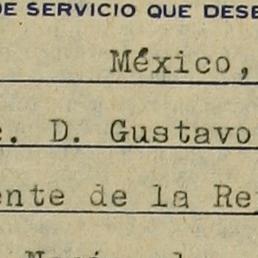 DE SERVICIO QUE DESE
México,
c. D. Gustavo
ente de la Re